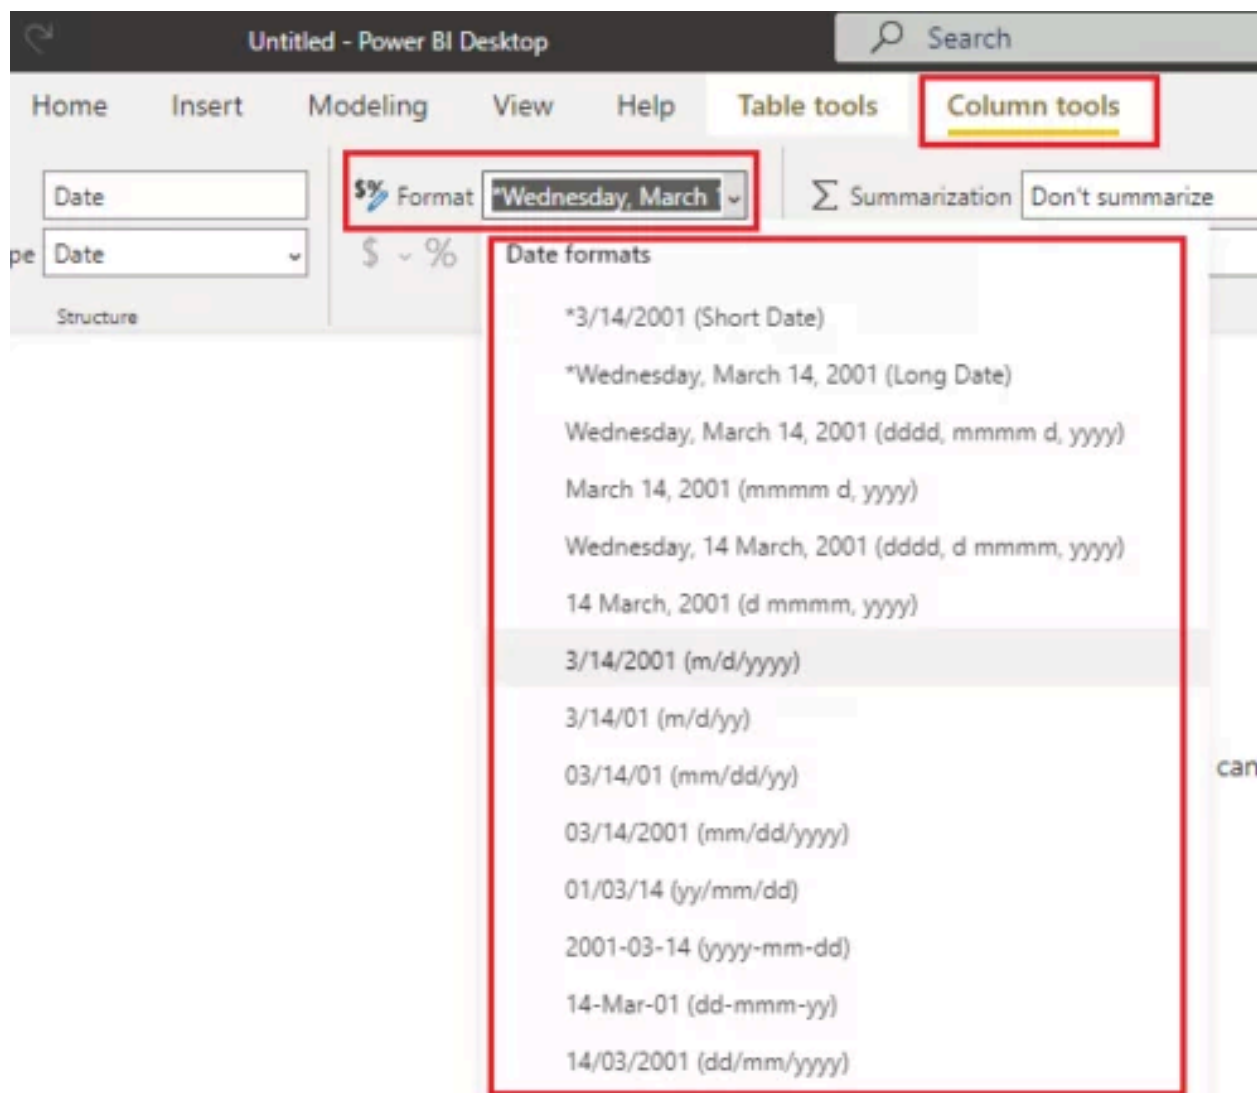 Untitled - Power BI Desktop
Search
Home Insert Modeling View Help Table tools Column tools
Date
$% Format *Wednesday, March 1
Σ Summarization Don't summarize
pe Date
$ %
Structure
Date formats
*3/14/2001 (Short Date)
*Wednesday, March 14, 2001 (Long Date)
Wednesday, March 14, 2001 (dddd, mmmm d, yyyy)
March 14, 2001 (mmmm d, yyyy)
Wednesday, 14 March, 2001 (dddd, d mmmm, yyyy)
14 March, 2001 (d mmmm, yyyy)
3/14/2001 (m/d/yyyy)
3/14/01 (m/d/yy)
can
03/14/01 (mm/dd/yy)
03/14/2001 (mm/dd/yyyy)
01/03/14 (yy/mm/dd)
2001-03-14 (yyyy-mm-dd)
14-Mar-01 (dd-mmm-yy)
14/03/2001 (dd/mm/yyyy)